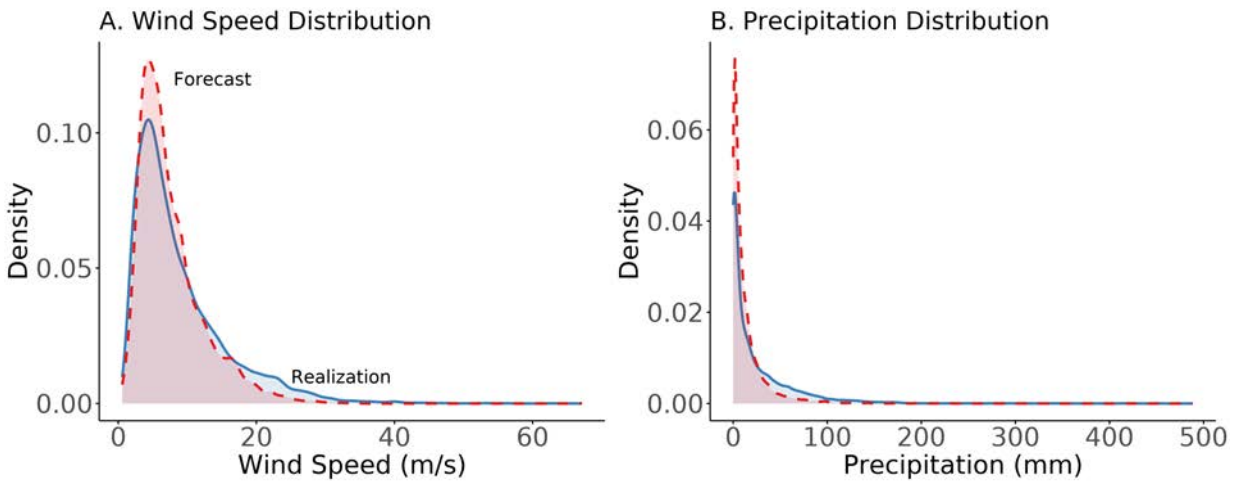 A. Wind Speed Distribution
Forecast
Realization
Density
0.10
0.05
0.00
0
20
40
60
Wind Speed (m/s)
B. Precipitation Distribution
Density
0.06
0.04
0.02
0.00
0
100
200
300
400
500
Precipitation (mm)